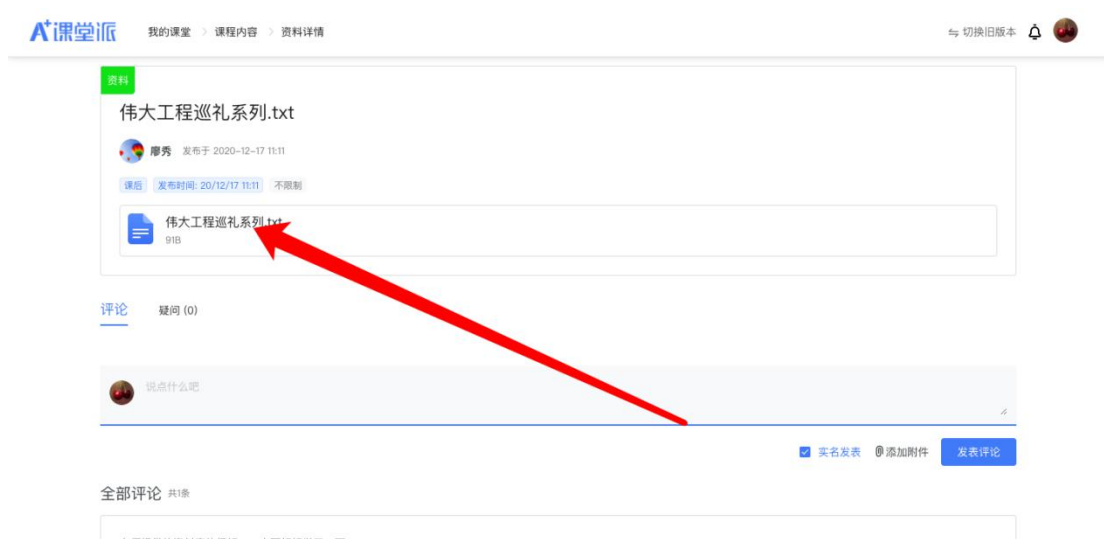 课堂派 我的课堂 > 课程内容 > 资料详情 切换旧版本
资料
伟大工程巡礼系列.txt
廖秀 发布于 2020-12-17 11:11
课后 发布时间: 20/12/17 11:11 不限制
伟大工程巡礼系列.txt
91B
评论 疑问 (0)
说点什么吧
实名发表 添加附件 发表评论
全部评论 共1条